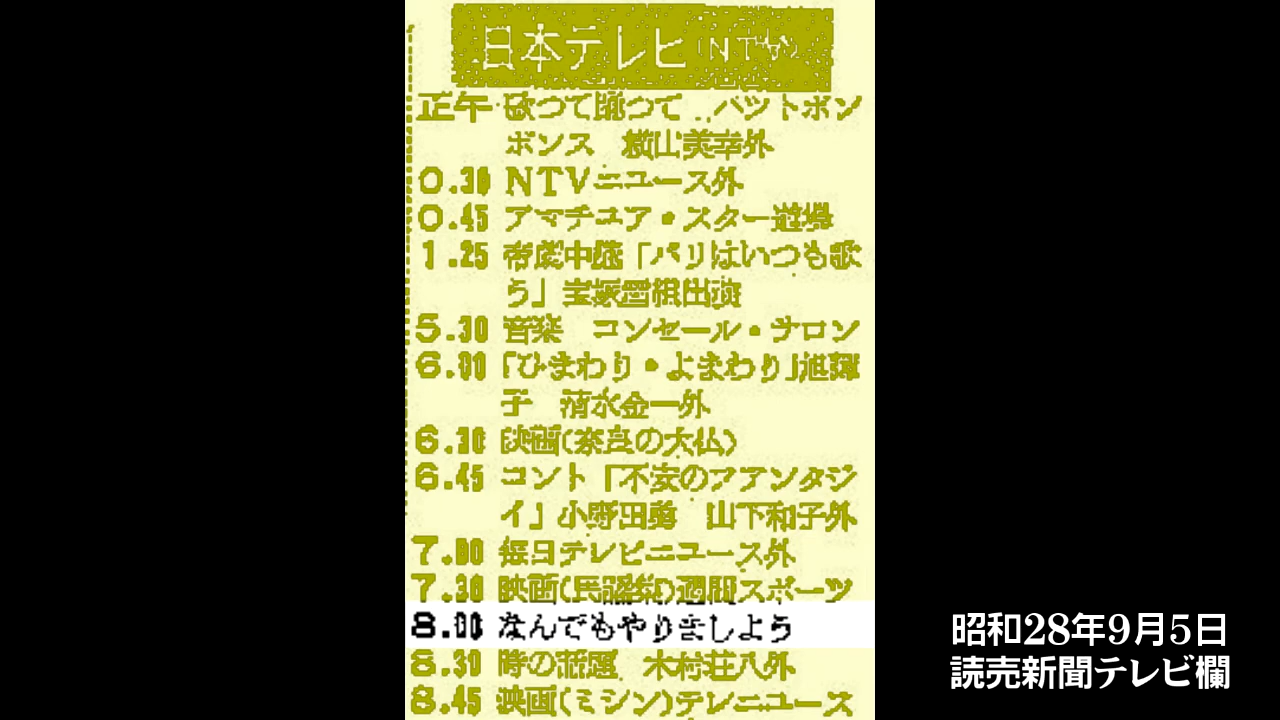 日本テレビ(NTV)
正午 歌つて踊つて パツトボン
ボンス 横山美幸外
0.30 NTVニユース外
0.45 アマチユア・スター道場
1.25 帝劇中継「パリはいつも歌
う」宝塚雪組出演
5.30 音楽 コンセール・サロン
6.00 「ひまわり・よまわり」旭輝
子 清水金一外
6.30 映画(奈良の大仏)
6.45 コント「不安のフアンタジ
イ」小野田勇 山下和子外
7.00 毎日テレビニユース外
7.30 映画(民謡集)週間スポーツ
8.00 なんでもやりましよう
8.30 時の話題 木村荘八外
8.45 映画(ミシン)テレニユース
昭和28年9月5日
読売新聞テレビ欄